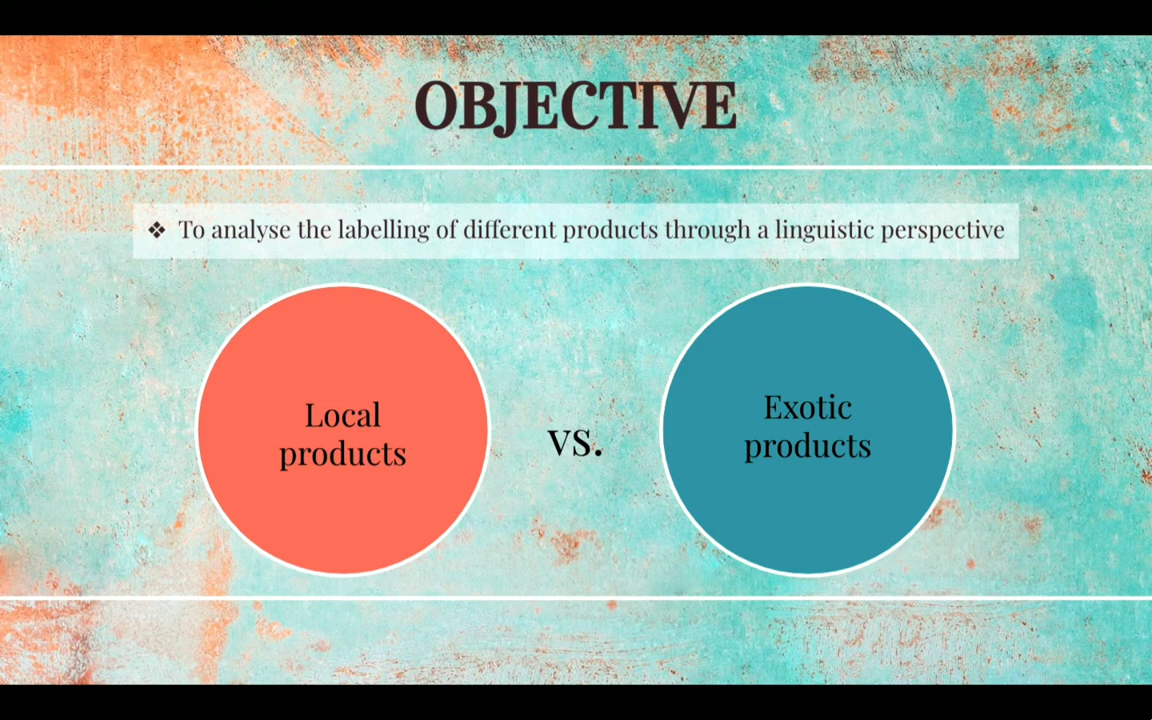 OBJECTIVE
❖ To analyse the labelling of different products through a linguistic perspective
Local
products
vs.
Exotic
products